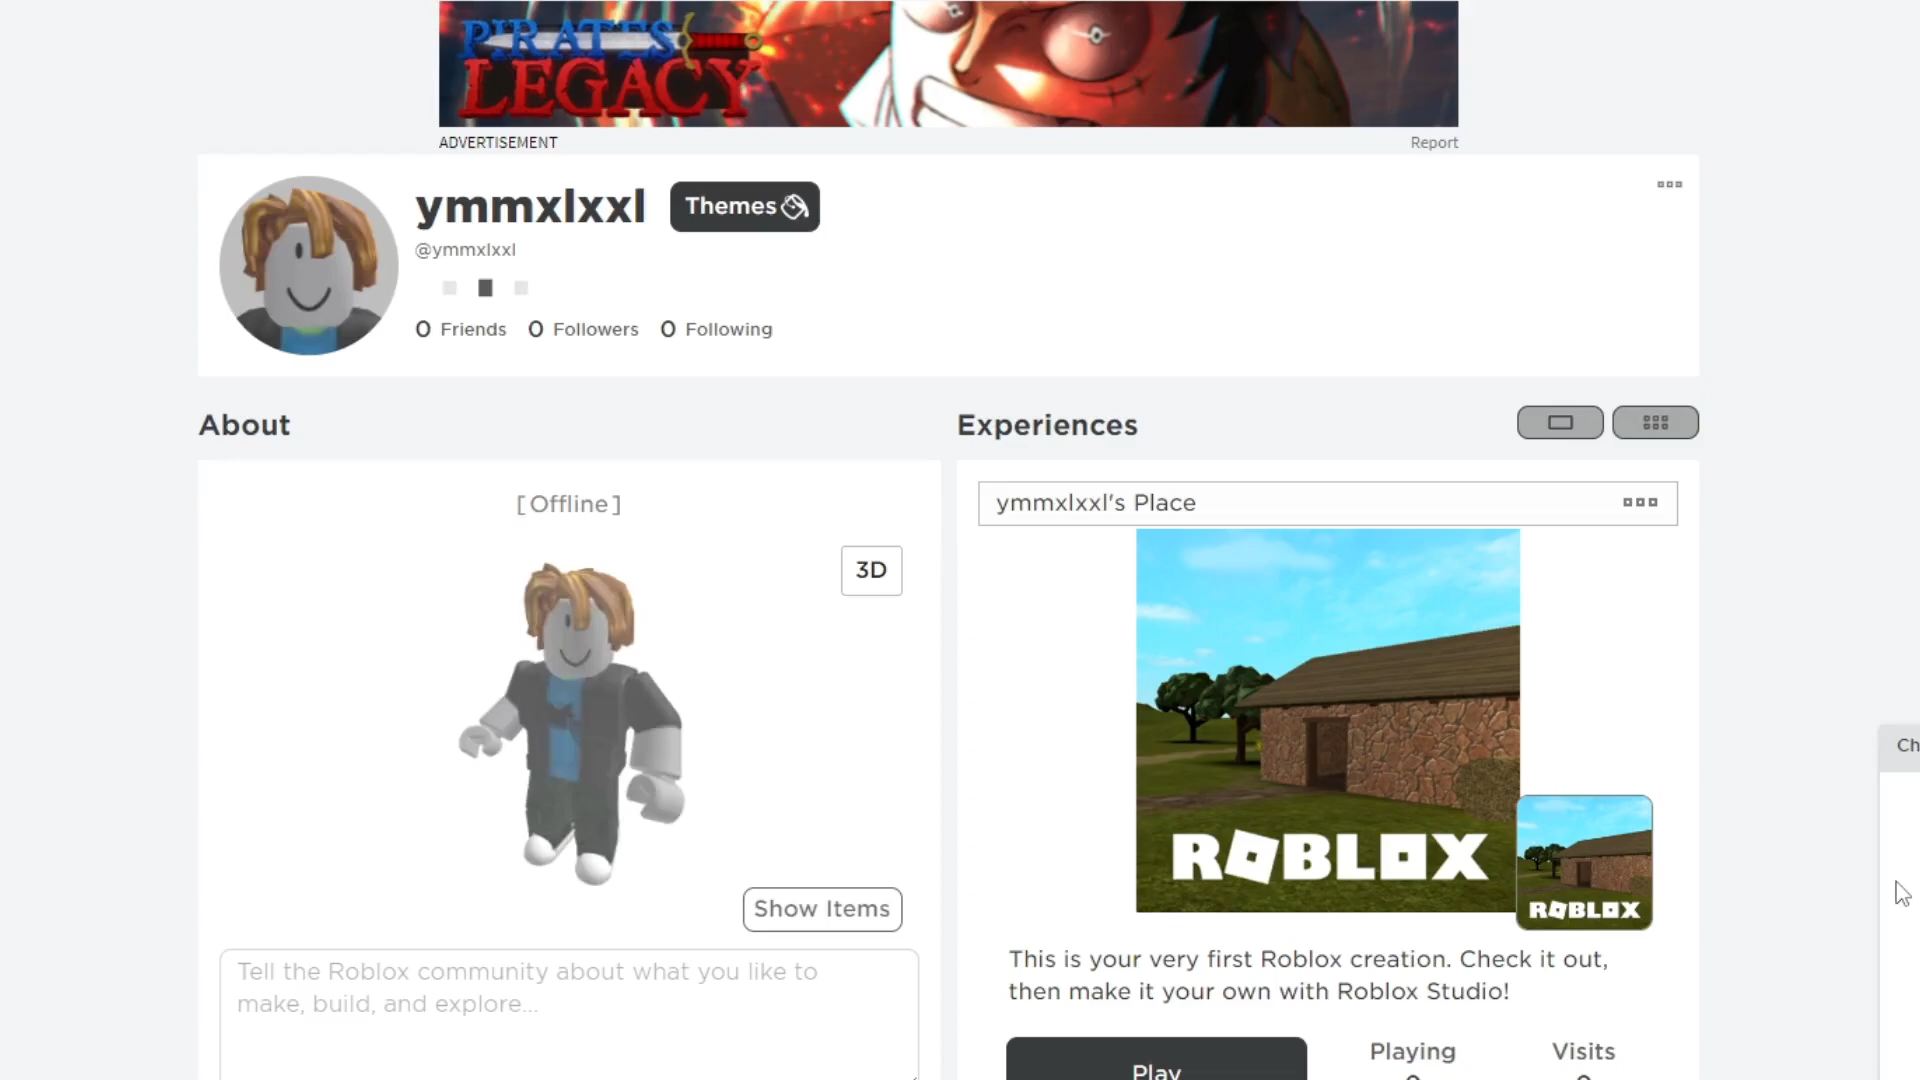 PIRATES
LEGACY
ADVERTISEMENT
Report
ymmxlxxl
Themes
@ymmxlxxl
0 Friends 0 Followers 0 Following
About
Experiences
[Offline]
ymmxlxxl's Place
3D
ROBLOX
ROBLOX
Show Items
Tell the Roblox community about what you like to
make, build, and explore...
This is your very first Roblox creation. Check it out,
then make it your own with Roblox Studio!
Play
Playing
Visits
Ch